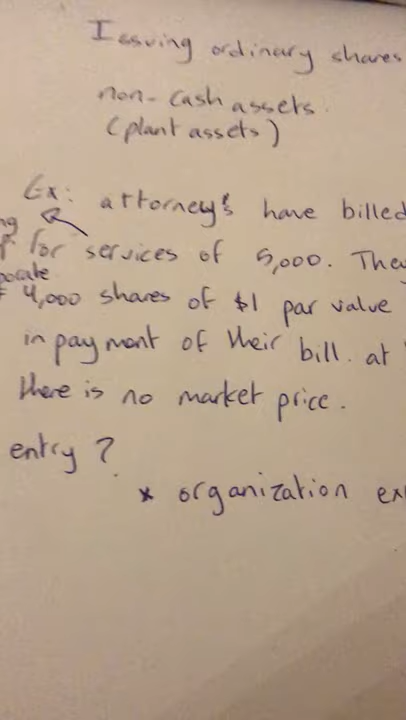 Issuing ordinary shares
non-cash assets.
(plant assets)
Ex: attorney's have billed
for services of 5,000. They
4,000 shares of $1 par value
in payment of their bill. at
there is no market price.
entry?
* organization